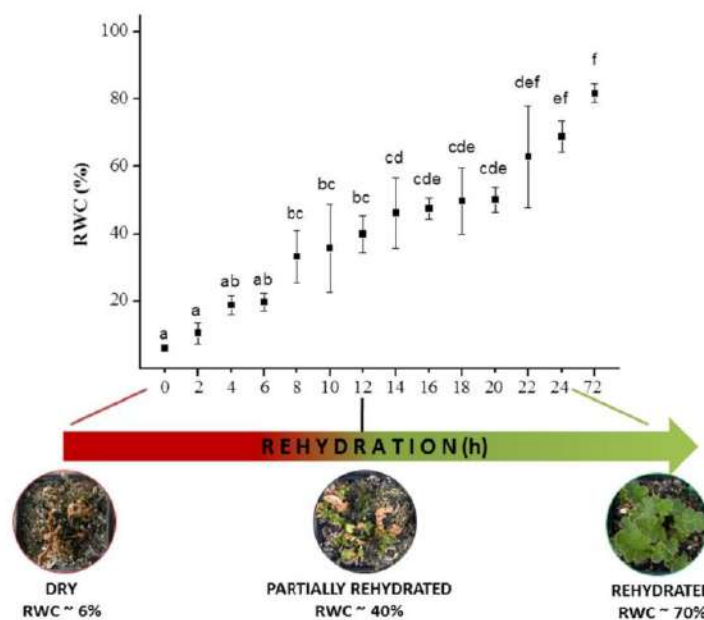 100
80
60
40
20
RWC (%)
a
a
ab
ab
bc
bc
bc
cd
cde
cde
cde
def
ef
f
0 2 4 6 8 10 12 14 16 18 20 22 24 72
REHYDRATION(h)
DRY
RWC ~ 6%
PARTIALLY REHYDRATED
RWC ~ 40%
REHYDRATED
RWC ~ 70%